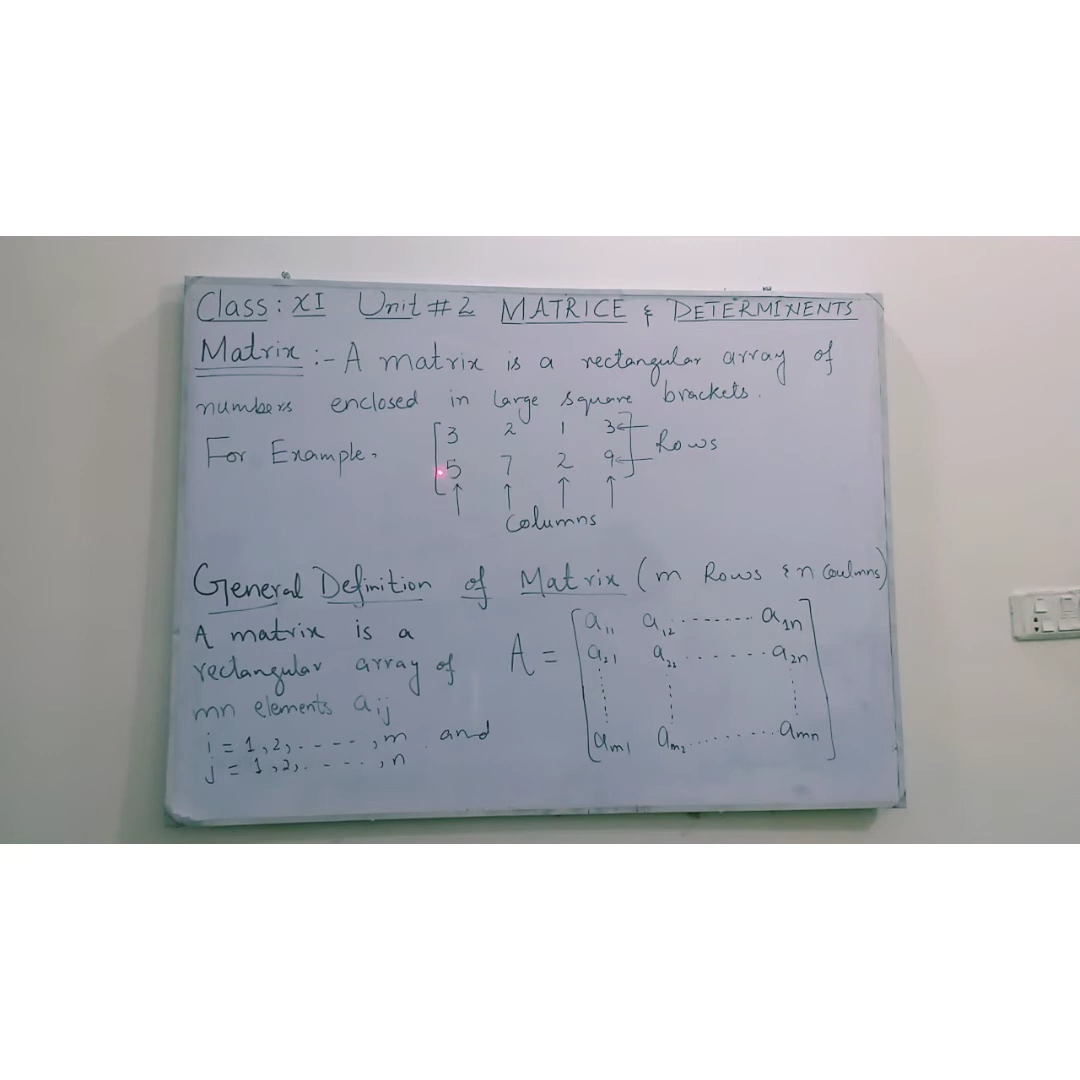 Class: XI Unit #2 MATRICE & DETERMINENTS
Matrix :- A matrix is a rectangular array of
numbers enclosed in large square brackets.
For Example. [3 2 1 3 ← Rows
5 7 2 9] ←
↑ ↑ ↑ ↑
Columns
General Definition of Matrix (m Rows & n Coulmns)
A matrix is a
rectangular array of
mn elements aij
i = 1,2,.----,m and
j = 1,2,.---.,n
A = [a11 a12 ........ a1n
a21 a22 ...... a2n
⋮ ⋮ ⋮
am1 am2 ........ amn]